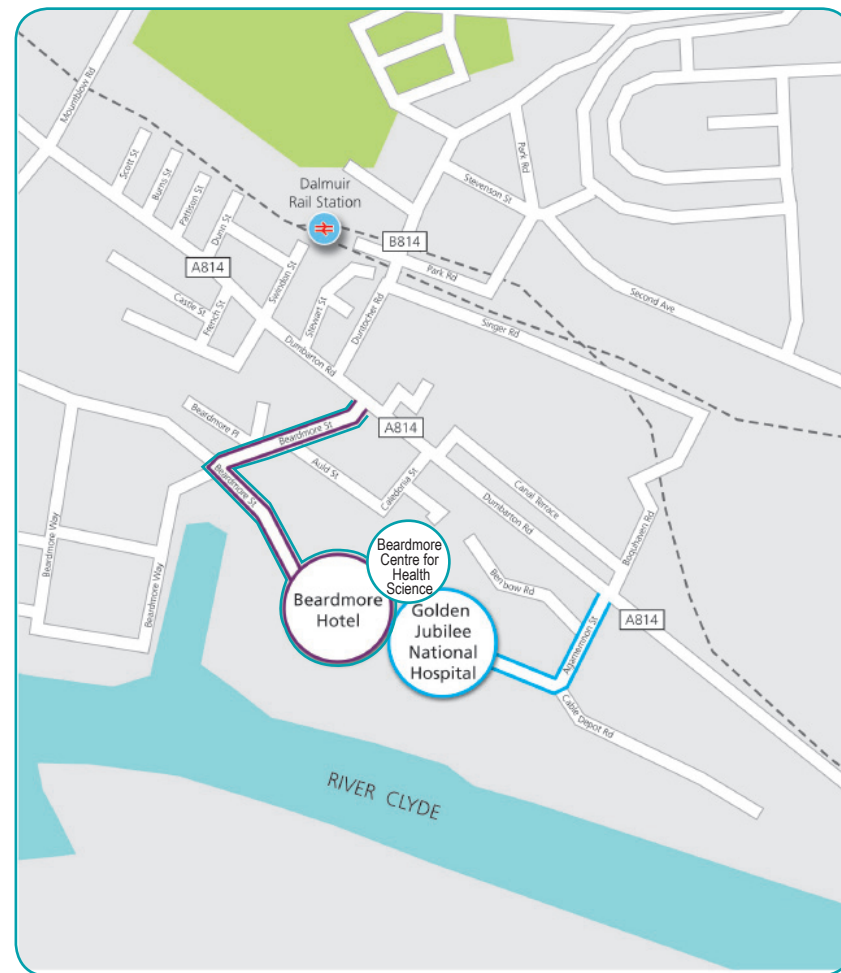 Mountblow Rd
Scott St
Burns St
Pattison St
Dunn St
Dalmuir
Rail Station
Park Rd
Stevenson St
B814
A814
Park Rd
Swindon St
Second Ave
Castle St
French St
Stewart St
Duntocher Rd
Singer Rd
Dumbarton Rd
Beardmore Pl
Beardmore St
A814
Auld St
Beardmore St
Caledonia St
Canal Terrace
Dumbarton Rd
Boquhaven Rd
Beardmore Way
Beardmore Way
Beardmore
Centre for
Health
Science
Beardmore
Hotel
Golden
Jubilee
National
Hospital
Benbow Rd
A814
Agamemnon St
Cable Depot Rd
RIVER CLYDE